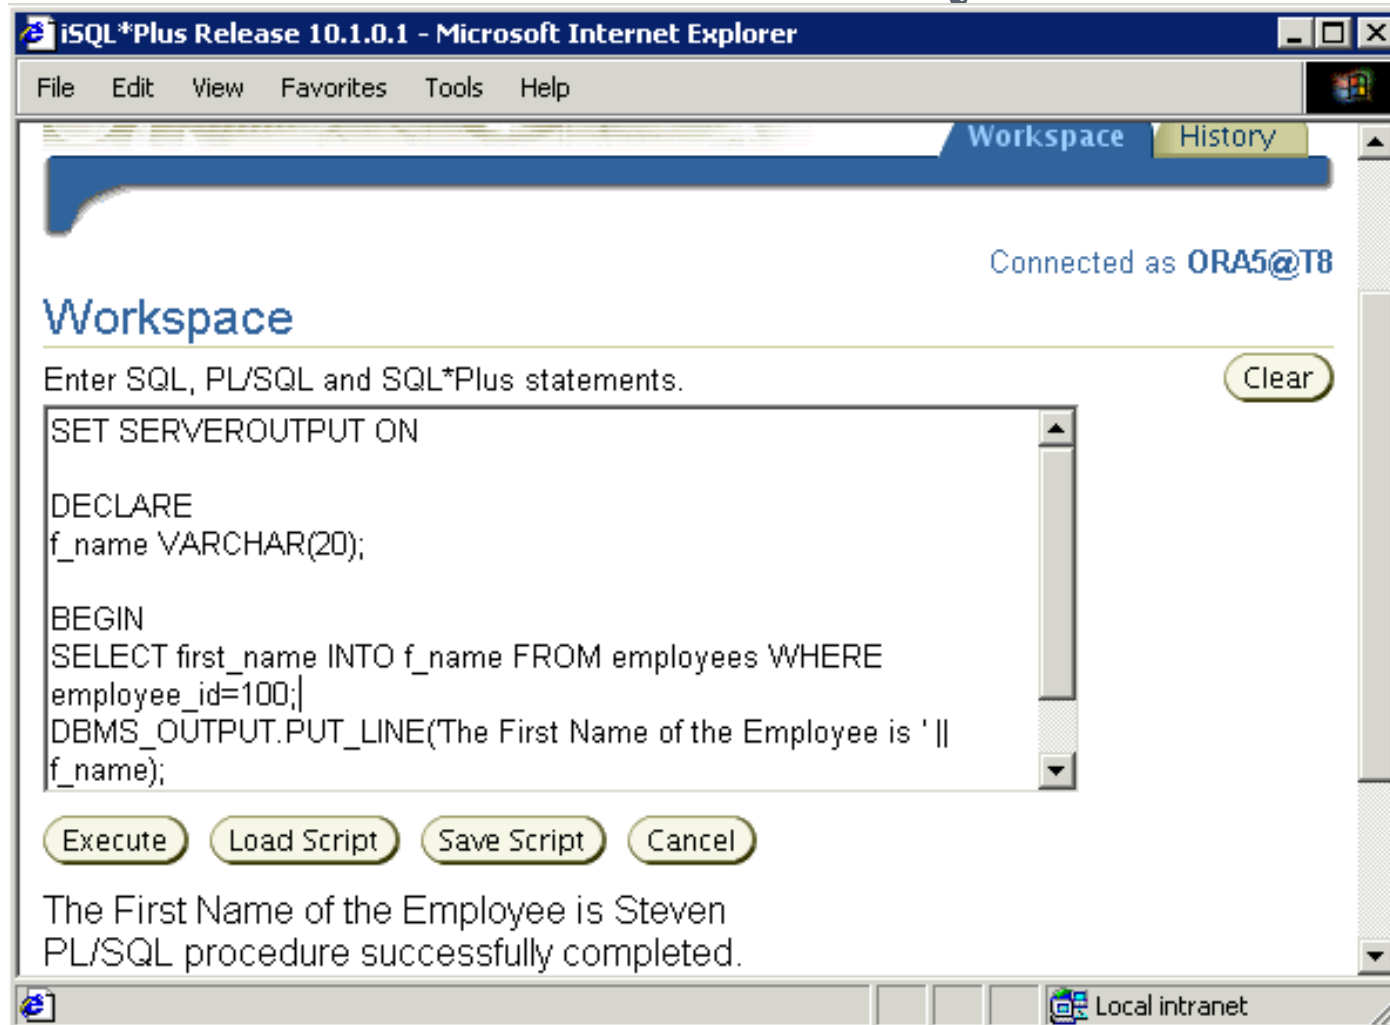 iSQL*Plus Release 10.1.0.1 - Microsoft Internet Explorer
File Edit View Favorites Tools Help
Workspace History
Connected as ORA5@T8
Workspace
Enter SQL, PL/SQL and SQL*Plus statements.
Clear
SET SERVEROUTPUT ON
DECLARE
f_name VARCHAR(20);
BEGIN
SELECT first_name INTO f_name FROM employees WHERE
employee_id=100;
DBMS_OUTPUT.PUT_LINE('The First Name of the Employee is ' ||
f_name);
Execute Load Script Save Script Cancel
The First Name of the Employee is Steven
PL/SQL procedure successfully completed.
Local intranet